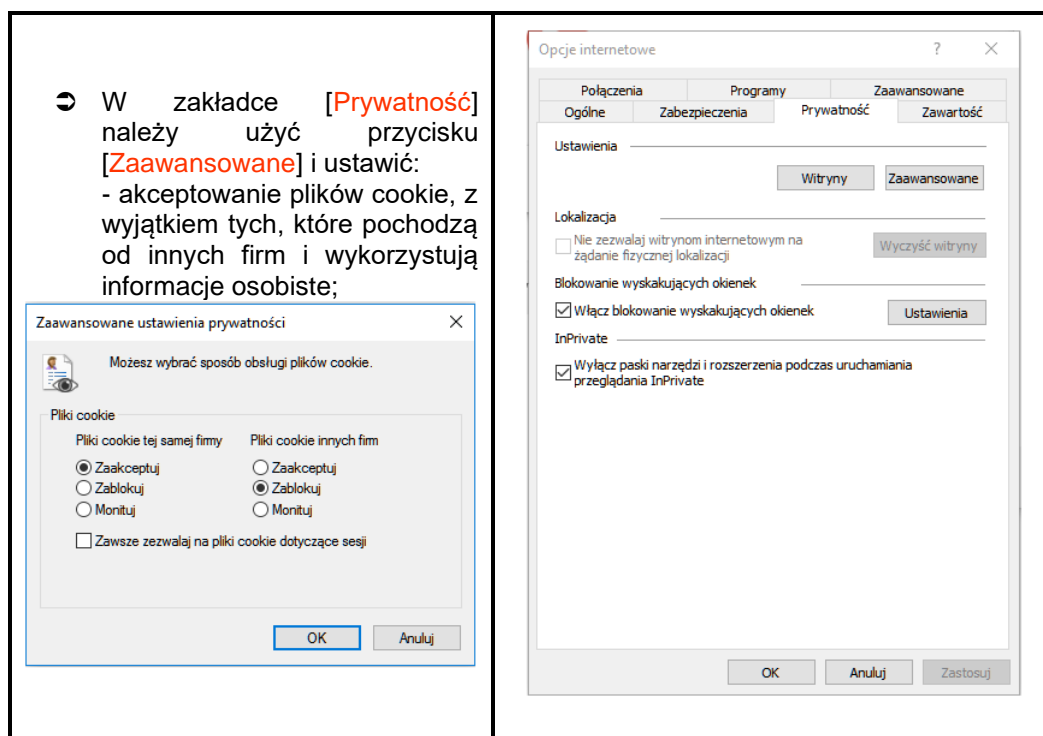 W zakładce [Prywatność]
należy użyć przycisku
[Zaawansowane] i ustawić:
- akceptowanie plików cookie, z
wyjątkiem tych, które pochodzą
od innych firm i wykorzystują
informacje osobiste;
Zaawansowane ustawienia prywatności
Możesz wybrać sposób obsługi plików cookie.
Pliki cookie
Pliki cookie tej samej firmy Pliki cookie innych firm
Zaakceptuj Zaakceptuj
Zablokuj Zablokuj
Monituj Monituj
Zawsze zezwalaj na pliki cookie dotyczące sesji
OK Anuluj
Opcje internetowe ?
Połączenia Programy Zaawansowane
Ogólne Zabezpieczenia Prywatność Zawartość
Ustawienia
Witryny Zaawansowane
Lokalizacja
Nie zezwalaj witrynom internetowym na
żądanie fizycznej lokalizacji
Wyczyść witryny
Blokowanie wyskakujących okienek
Włącz blokowanie wyskakujących okienek Ustawienia
InPrivate
Wyłącz paski narzędzi i rozszerzenia podczas uruchamiania
przeglądania InPrivate
OK Anuluj Zastosuj